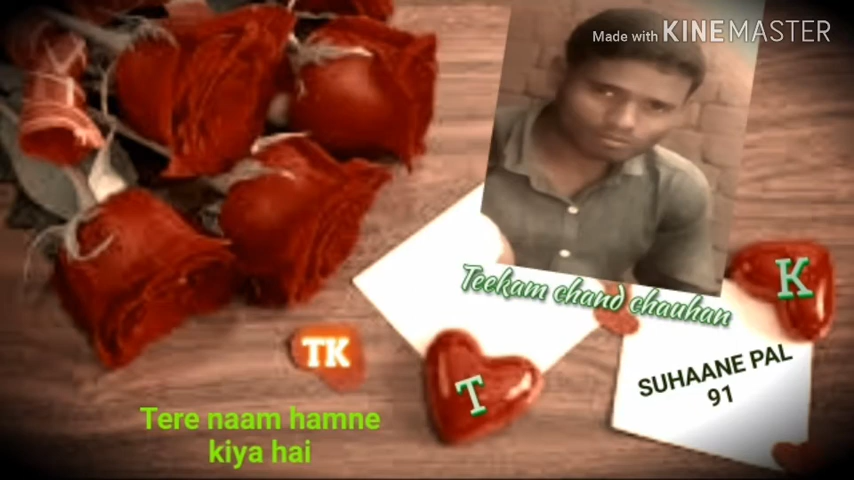 Made with KINEMASTER
Teekam chand chauhan
K
TK
T
SUHAANE PAL
91
Tere naam hamne
kiya hai